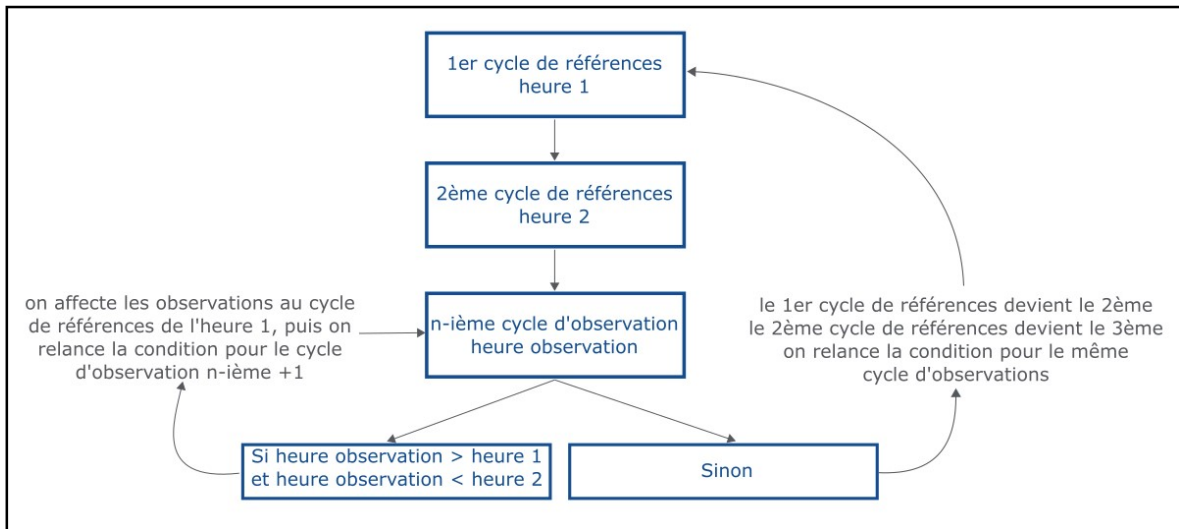 1er cycle de références
heure 1
2ème cycle de références
heure 2
n-ième cycle d'observation
heure observation
on affecte les observations au cycle
de références de l'heure 1, puis on
relance la condition pour le cycle
d'observation n-ième +1
le 1er cycle de références devient le 2ème
le 2ème cycle de références devient le 3ème
on relance la condition pour le même
cycle d'observations
Si heure observation > heure 1
et heure observation < heure 2
Sinon